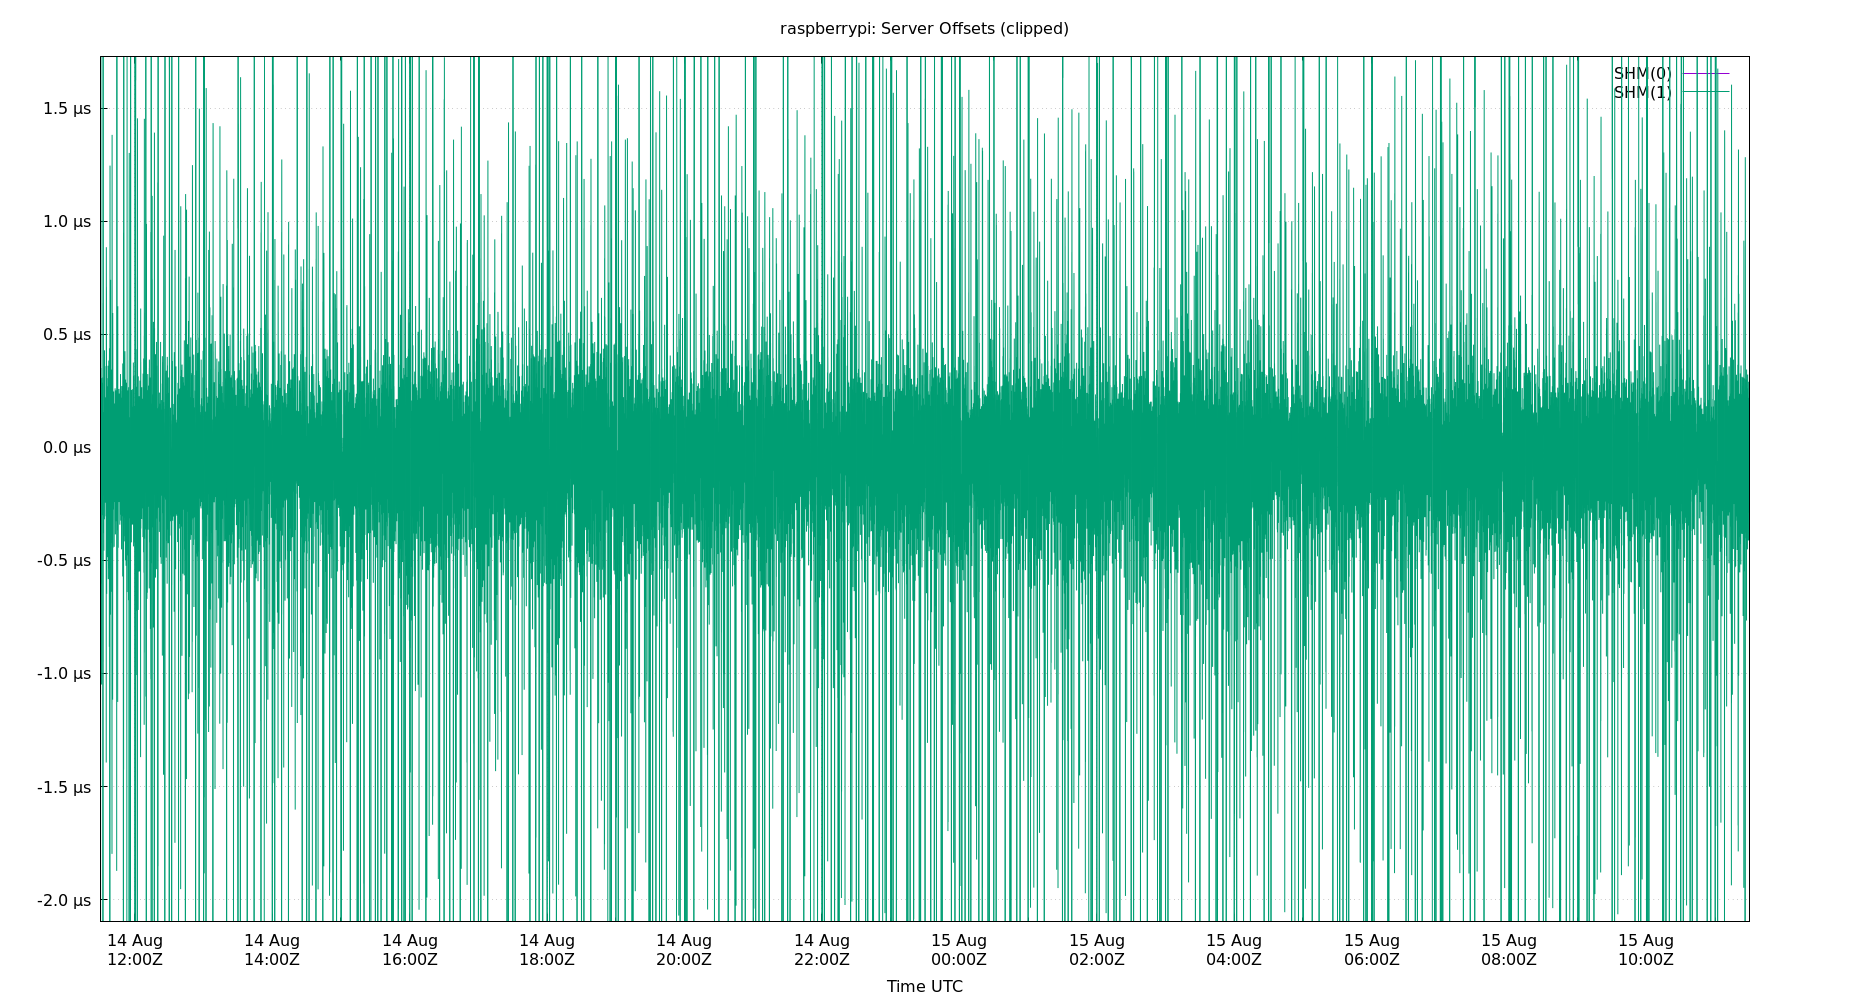 raspberrypi: Server Offsets (clipped)
SHM(0)
SHM(1)
1.5 µs
1.0 µs
0.5 µs
0.0 µs
-0.5 µs
-1.0 µs
-1.5 µs
-2.0 µs
14 Aug 14 Aug 14 Aug 14 Aug 14 Aug 14 Aug 15 Aug 15 Aug 15 Aug 15 Aug 15 Aug 15 Aug
12:00Z 14:00Z 16:00Z 18:00Z 20:00Z 22:00Z 00:00Z 02:00Z 04:00Z 06:00Z 08:00Z 10:00Z
Time UTC